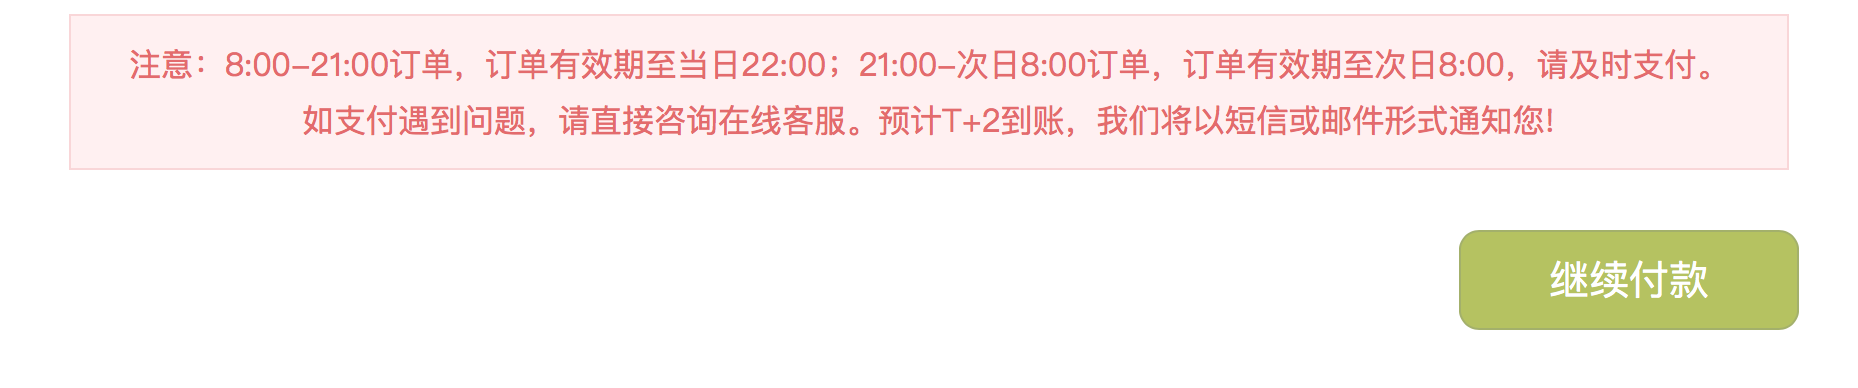 注意：8:00-21:00订单，订单有效期至当日22:00；21:00-次日8:00订单，订单有效期至次日8:00，请及时支付。
如支付遇到问题，请直接咨询在线客服。预计T+2到账，我们将以短信或邮件形式通知您!
继续付款